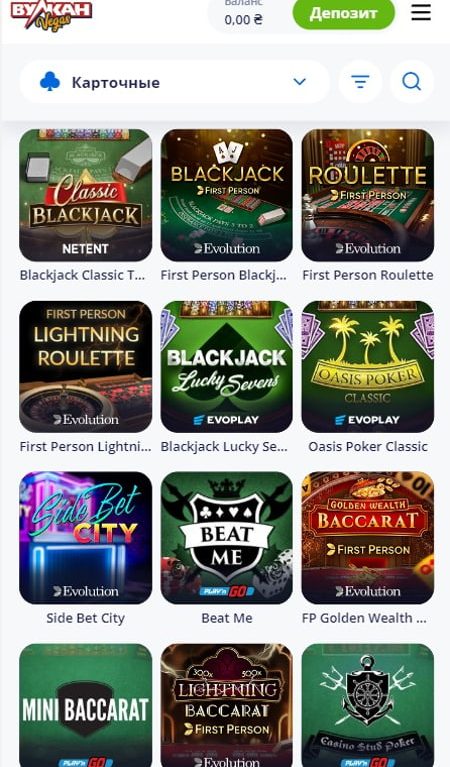 ВУЛКАН
Vegas
Баланс
0,00 ₴
Депозит
Карточные
Classic
BLACKJACK
NETENT
BLACKJACK
FIRST PERSON
Evolution
ROULETTE
FIRST PERSON
Evolution
Blackjack Classic T...
First Person Blackj...
First Person Roulette
FIRST PERSON
LIGHTNING
ROULETTE
Evolution
BLACKJACK
Lucky Sevens
EVOPLAY
OASIS POKER
CLASSIC
EVOPLAY
First Person Lightni...
Blackjack Lucky Se...
Oasis Poker Classic
Side Bet
CITY
Evolution
BEAT
ME
PLAY'n GO
GOLDEN WEALTH
BACCARAT
FIRST PERSON
Evolution
Side Bet City
Beat Me
FP Golden Wealth ...
MINI BACCARAT
PLAY'n GO
300x 500x
LIGHTNING
BACCARAT
FIRST PERSON
Evolution
Casino Stud Poker
PLAY'n GO